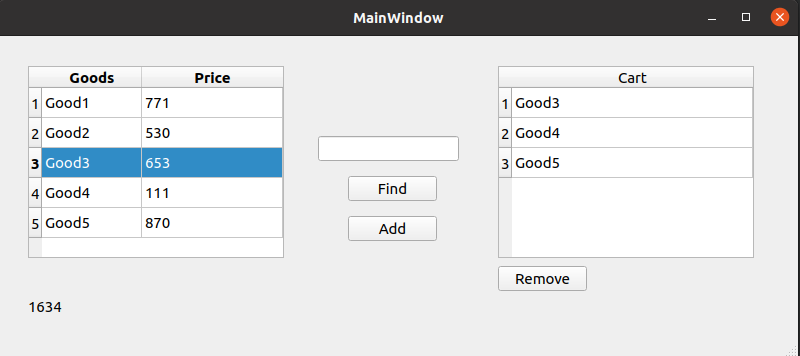 MainWindow
Goods Price
1 Good1 771
2 Good2 530
3 Good3 653
4 Good4 111
5 Good5 870
Find
Add
Cart
1 Good3
2 Good4
3 Good5
Remove
1634